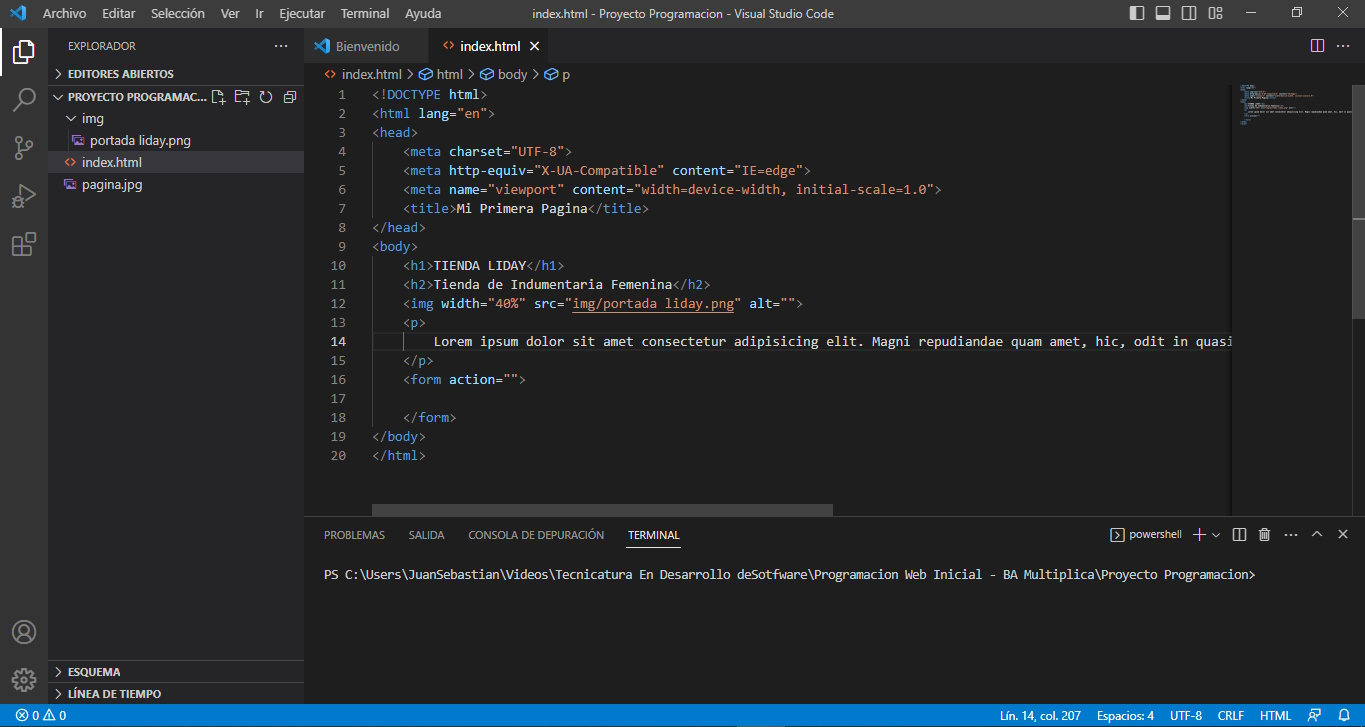 Archivo Editar Selección Ver Ir Ejecutar Terminal Ayuda index.html - Proyecto Programacion - Visual Studio Code
EXPLORADOR ···
EDITORES ABIERTOS
PROYECTO PROGRAMAC...
img
portada liday.png
index.html
pagina.jpg
ESQUEMA
LÍNEA DE TIEMPO
Bienvenido index.html
index.html > html > body > p
1 <!DOCTYPE html>
2 <html lang="en">
3 <head>
4 <meta charset="UTF-8">
5 <meta http-equiv="X-UA-Compatible" content="IE=edge">
6 <meta name="viewport" content="width=device-width, initial-scale=1.0">
7 <title>Mi Primera Pagina</title>
8 </head>
9 <body>
10 <h1>TIENDA LIDAY</h1>
11 <h2>Tienda de Indumentaria Femenina</h2>
12 <img width="40%" src="img/portada liday.png" alt="">
13 <p>
14 Lorem ipsum dolor sit amet consectetur adipisicing elit. Magni repudiandae quam amet, hic, odit in quasi
15 </p>
16 <form action="">
17
18 </form>
19 </body>
20 </html>
PROBLEMAS SALIDA CONSOLA DE DEPURACIÓN TERMINAL powershell
PS C:\Users\JuanSebastian\Videos\Tecnicatura En Desarrollo deSotfware\Programacion Web Inicial - BA Multiplica\Proyecto Programacion>
0 0 Lín. 14, col. 207 Espacios: 4 UTF-8 CRLF HTML